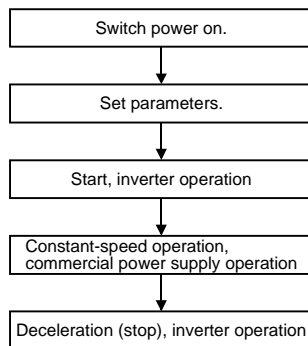 Switch power on.
Set parameters.
Start, inverter operation
Constant-speed operation,
commercial power supply operation
Deceleration (stop), inverter operation